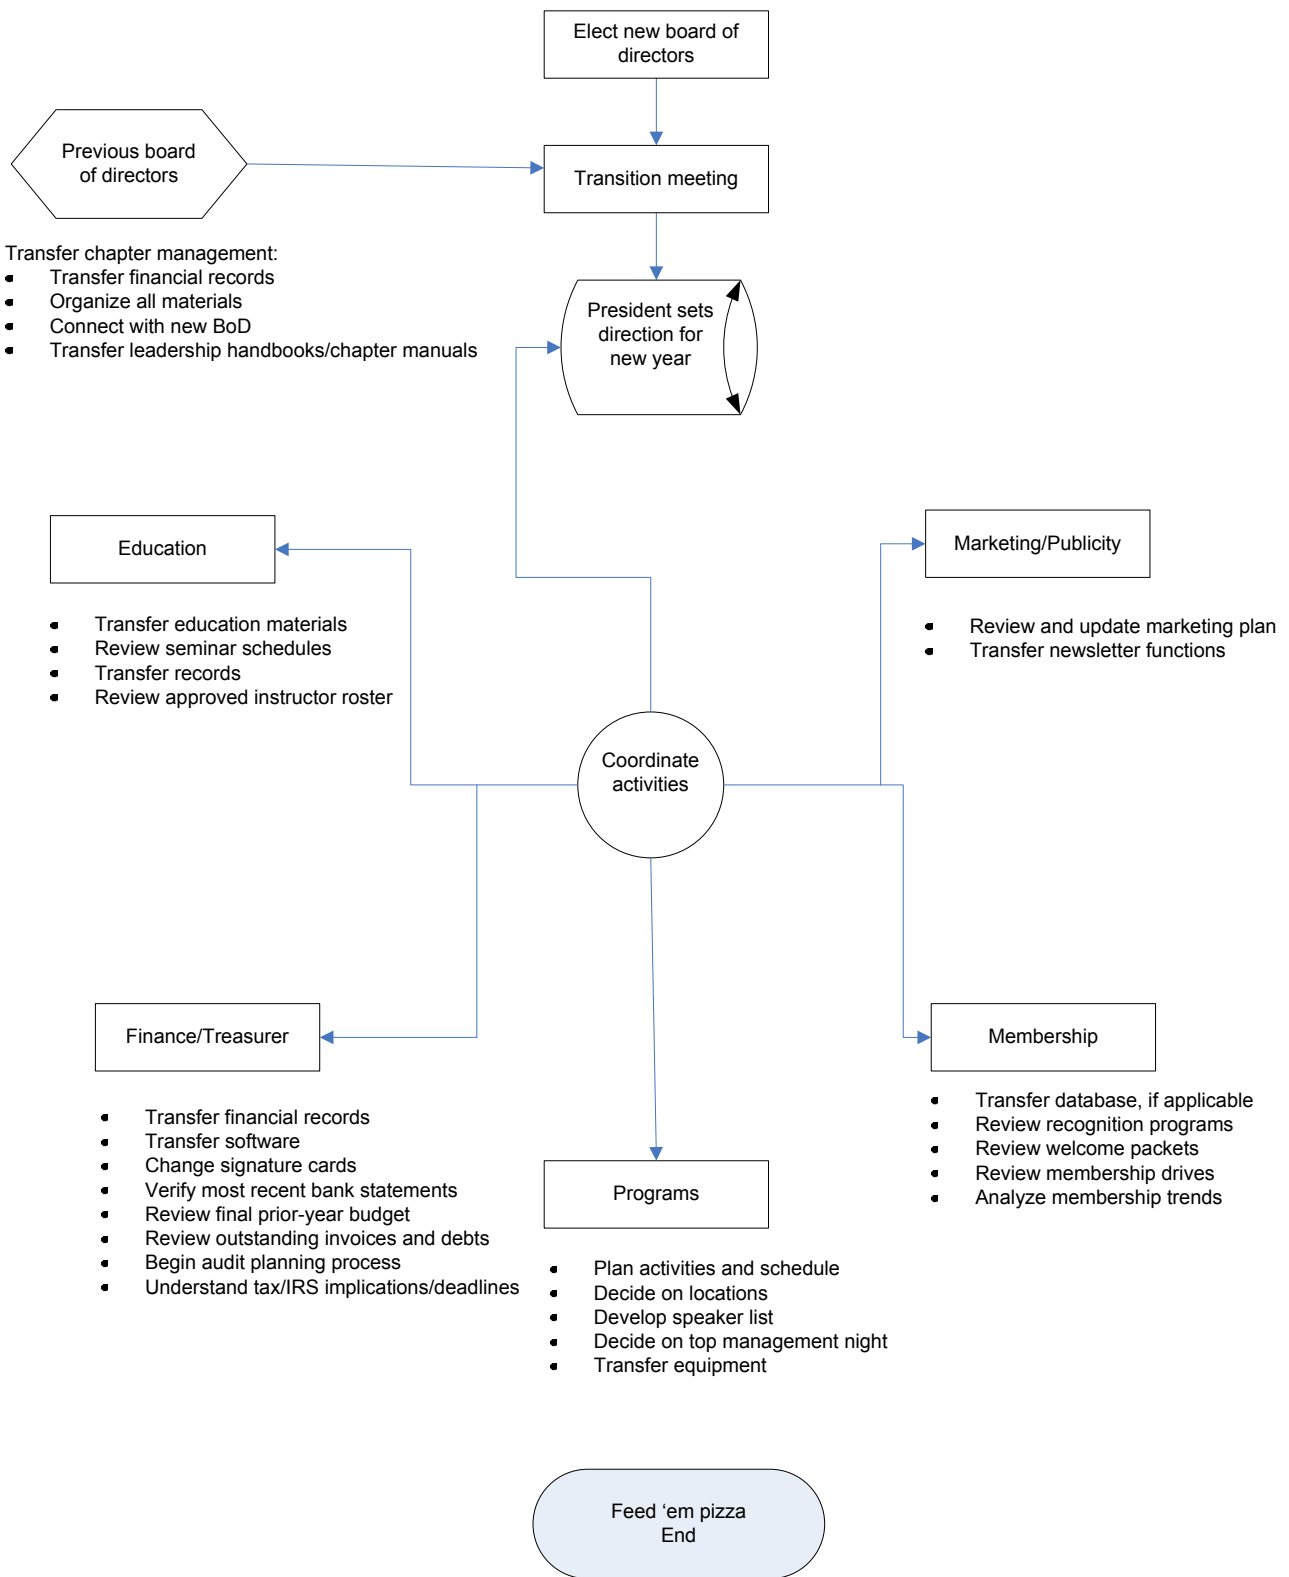 Elect new board of
directors
Previous board
of directors
Transition meeting
Transfer chapter management:
• Transfer financial records
• Organize all materials
• Connect with new BoD
• Transfer leadership handbooks/chapter manuals
President sets
direction for
new year
Education
• Transfer education materials
• Review seminar schedules
• Transfer records
• Review approved instructor roster
Marketing/Publicity
• Review and update marketing plan
• Transfer newsletter functions
Coordinate
activities
Finance/Treasurer
• Transfer financial records
• Transfer software
• Change signature cards
• Verify most recent bank statements
• Review final prior-year budget
• Review outstanding invoices and debts
• Begin audit planning process
• Understand tax/IRS implications/deadlines
Programs
• Plan activities and schedule
• Decide on locations
• Develop speaker list
• Decide on top management night
• Transfer equipment
Membership
• Transfer database, if applicable
• Review recognition programs
• Review welcome packets
• Review membership drives
• Analyze membership trends
Feed ‘em pizza
End